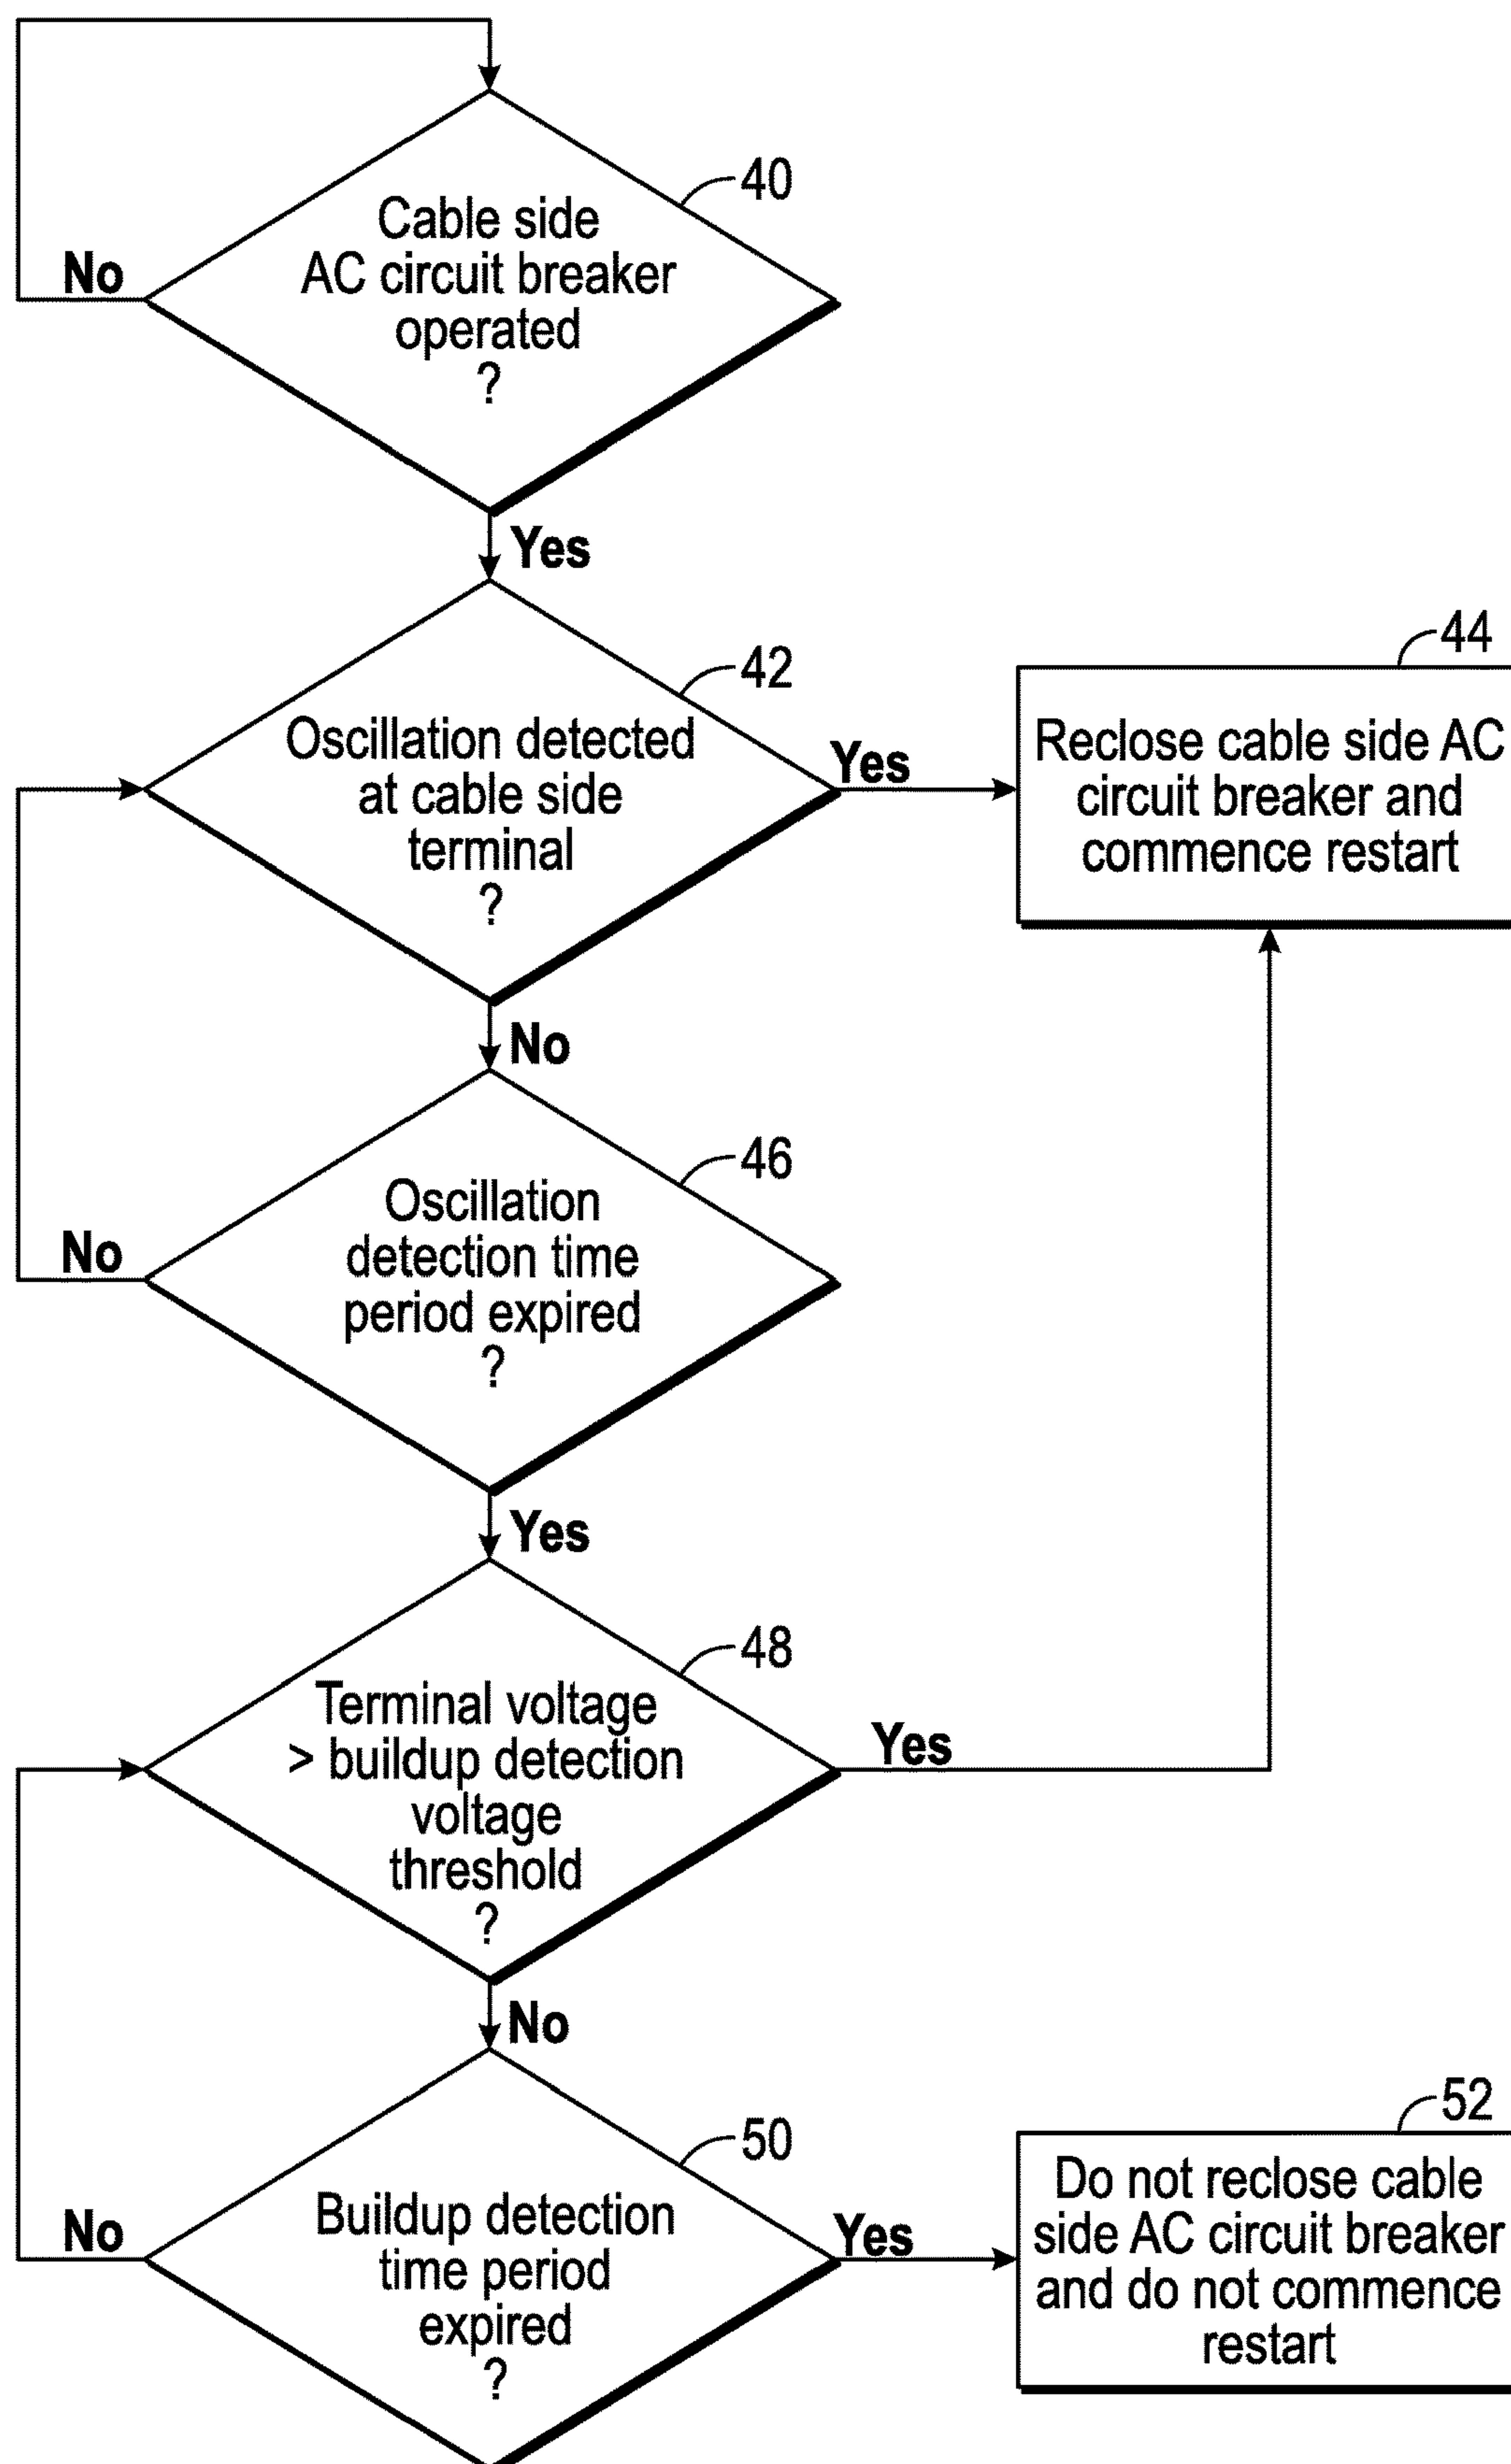 40
Cable side
AC circuit breaker
operated
?
No
Yes
42
Oscillation detected
at cable side
terminal
?
Yes
44
Reclose cable side AC
circuit breaker and
commence restart
No
46
Oscillation
detection time
period expired
?
No
Yes
48
Terminal voltage
> buildup detection
voltage
threshold
?
Yes
No
50
Buildup detection
time period
expired
?
No
Yes
52
Do not reclose cable
side AC circuit breaker
and do not commence
restart